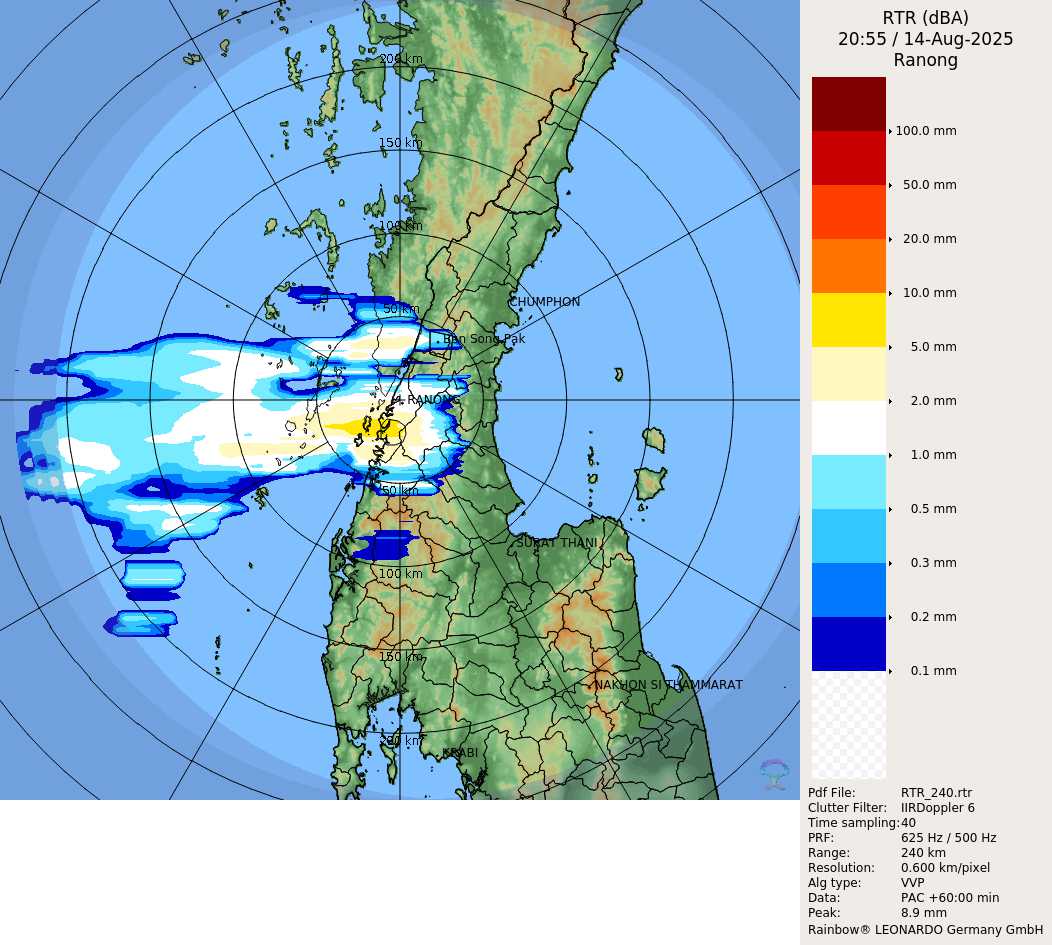 RTR (dBA)
20:55 / 14-Aug-2025
Ranong
200 km
150 km
100 km
50 km
CHUMPHON
Ban Song Pak
RANONG
50 km
SURAT THANI
100 km
150 km
NAKHON SI THAMMARAT
200 km
KRABI
100.0 mm
50.0 mm
20.0 mm
10.0 mm
5.0 mm
2.0 mm
1.0 mm
0.5 mm
0.3 mm
0.2 mm
0.1 mm
Pdf File: RTR_240.rtr
Clutter Filter: IIRDoppler 6
Time sampling:40
PRF: 625 Hz / 500 Hz
Range: 240 km
Resolution: 0.600 km/pixel
Alg type: VVP
Data: PAC +60:00 min
Peak: 8.9 mm
Rainbow® LEONARDO Germany GmbH